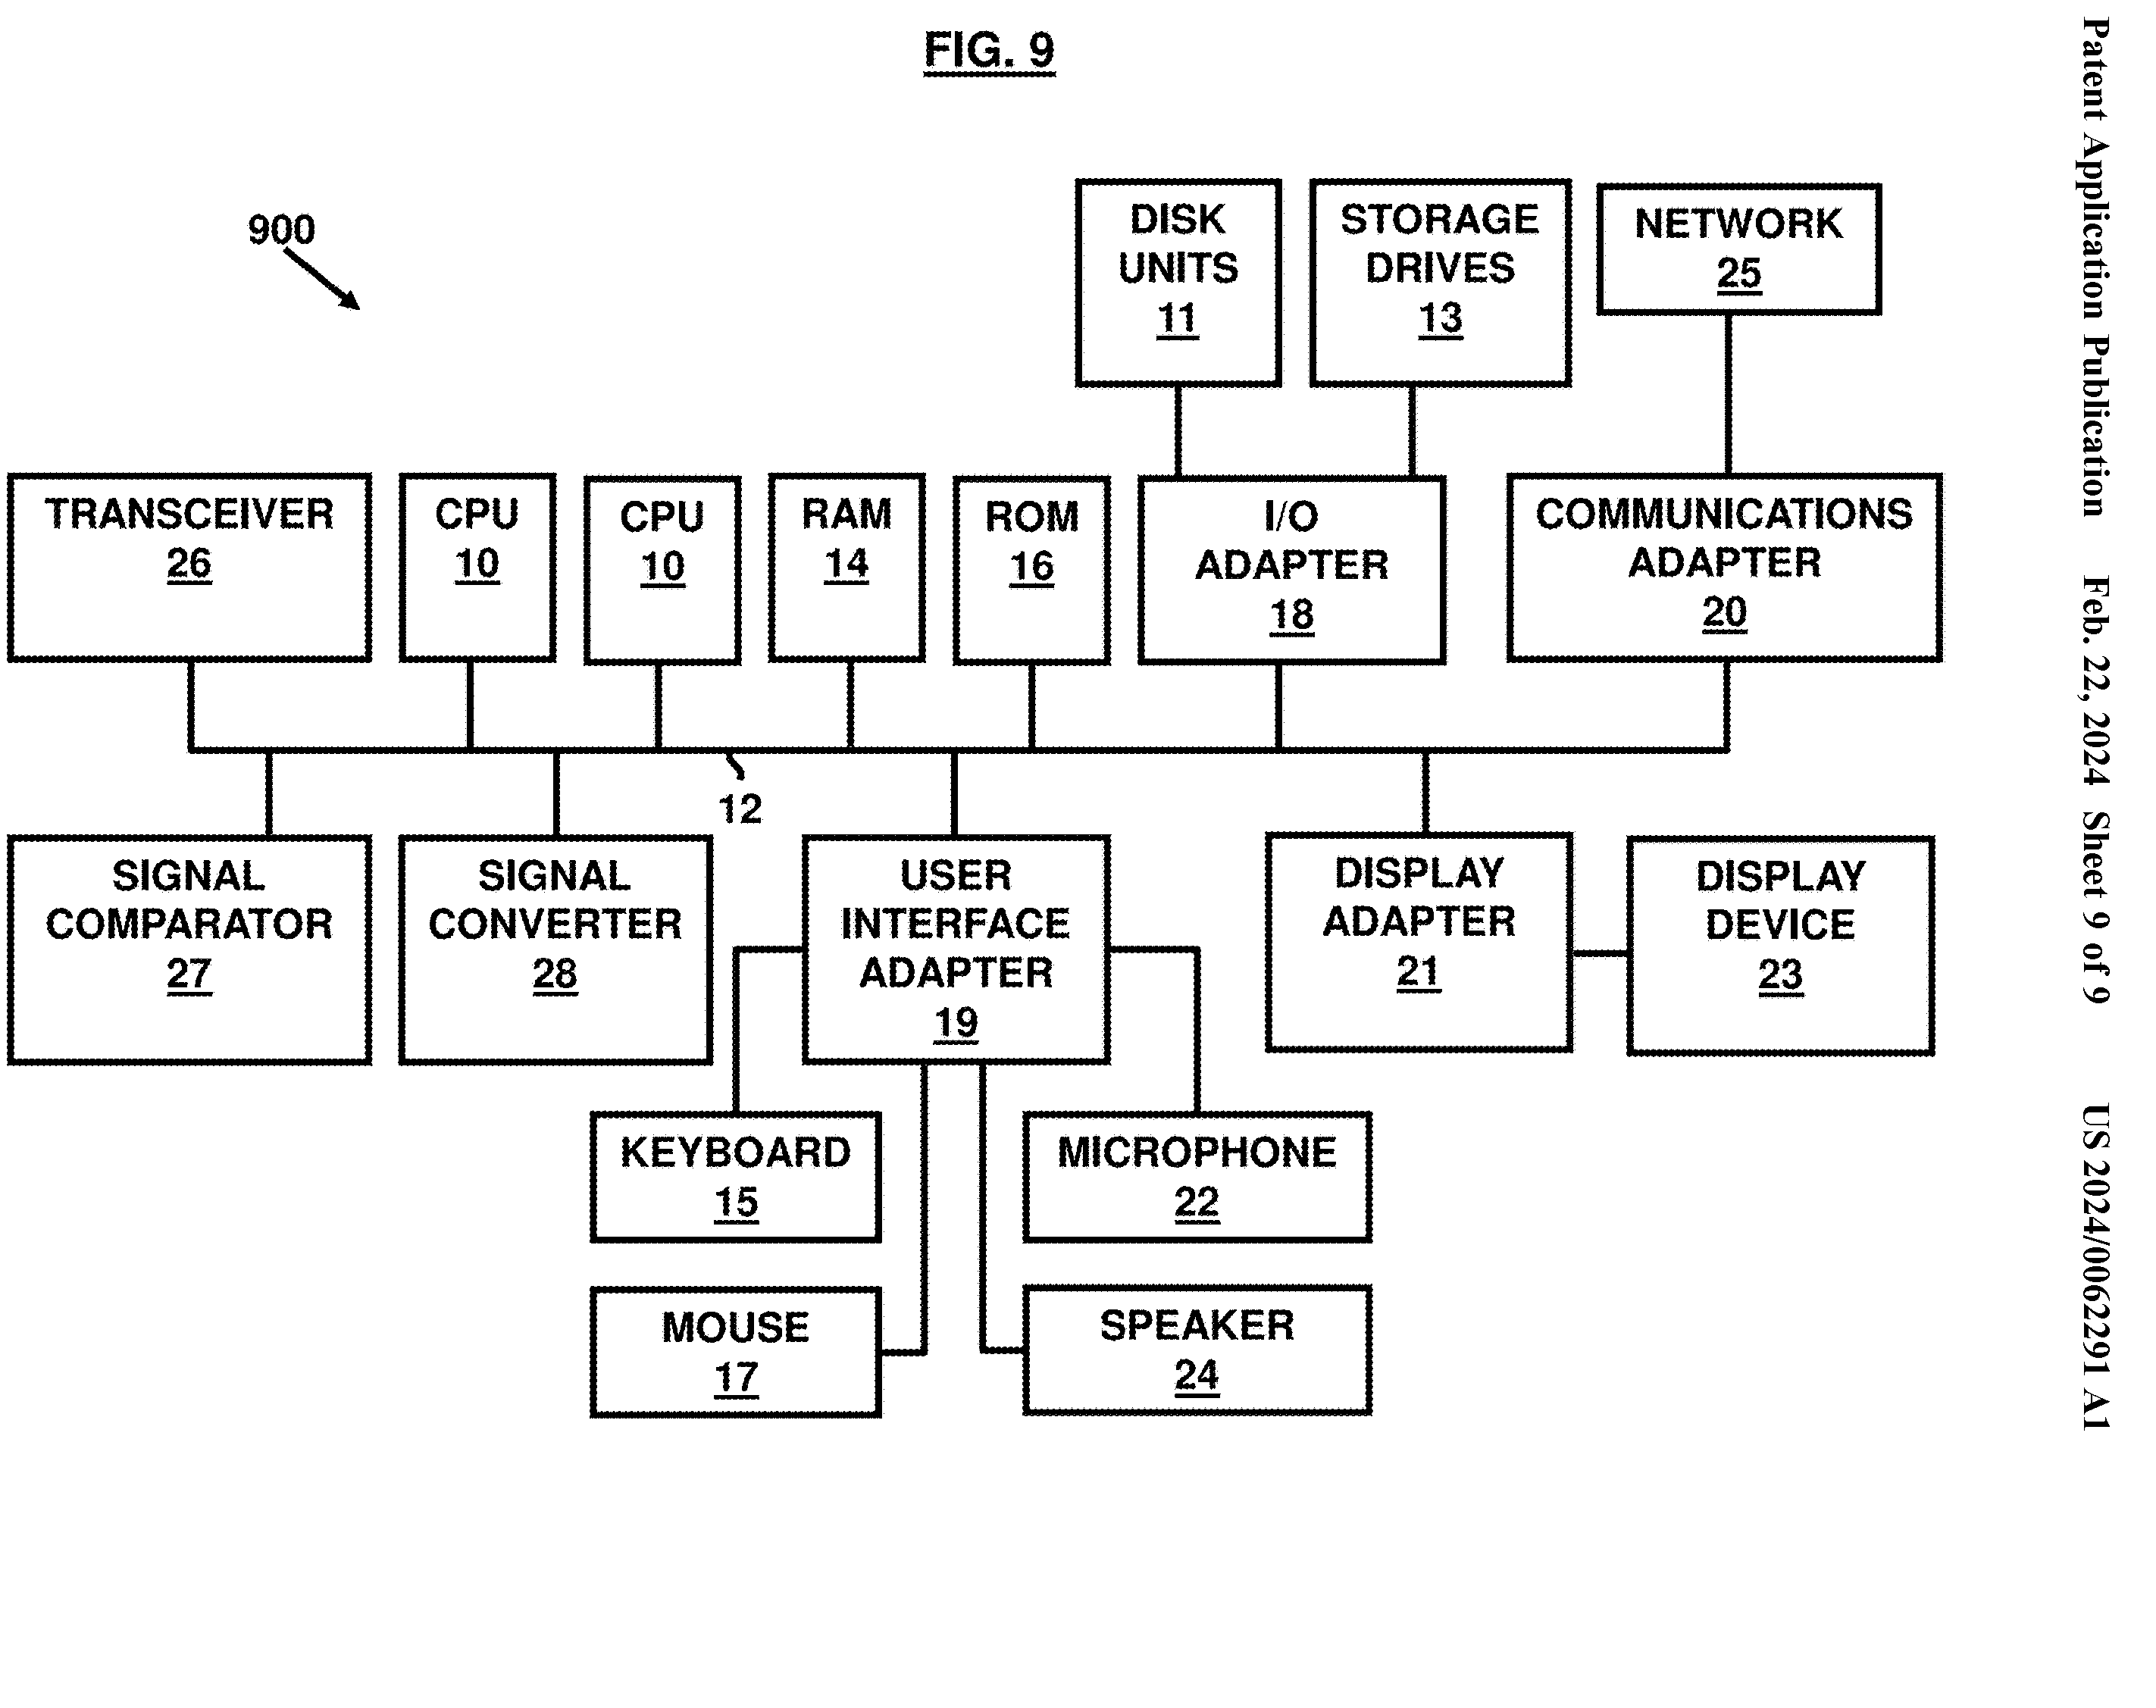 Patent Application Publication Feb. 22, 2024 Sheet 9 of 9 US 2024/0062291 A1
FIG. 9
900
DISK
UNITS
11
STORAGE
DRIVES
13
NETWORK
25
TRANSCEIVER
26
CPU
10
CPU
10
RAM
14
ROM
16
I/O
ADAPTER
18
COMMUNICATIONS
ADAPTER
20
12
SIGNAL
COMPARATOR
27
SIGNAL
CONVERTER
28
USER
INTERFACE
ADAPTER
19
DISPLAY
ADAPTER
21
DISPLAY
DEVICE
23
KEYBOARD
15
MICROPHONE
22
MOUSE
17
SPEAKER
24